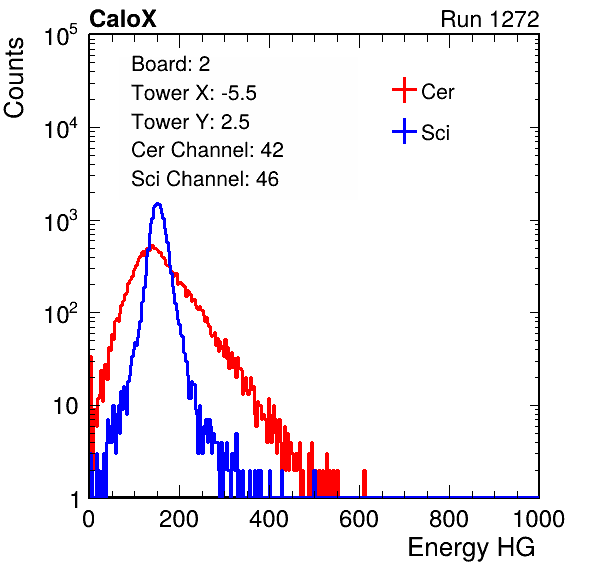 CaloX Run 1272
Counts
Board: 2
Tower X: -5.5
Tower Y: 2.5
Cer Channel: 42
Sci Channel: 46
Cer
Sci
10^5
10^4
10^3
10^2
10
1
0 200 400 600 800 1000
Energy HG